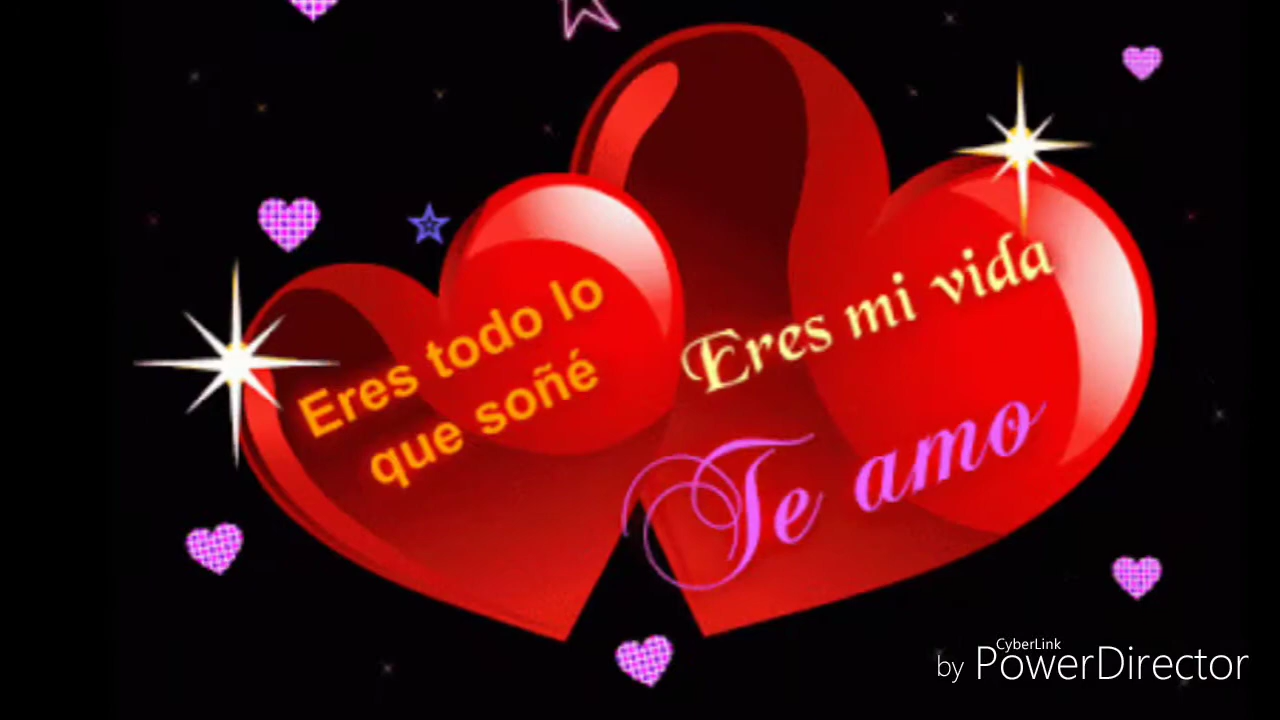 Eres todo lo
que soñé
Eres mi vida
Te amo
CyberLink
by PowerDirector